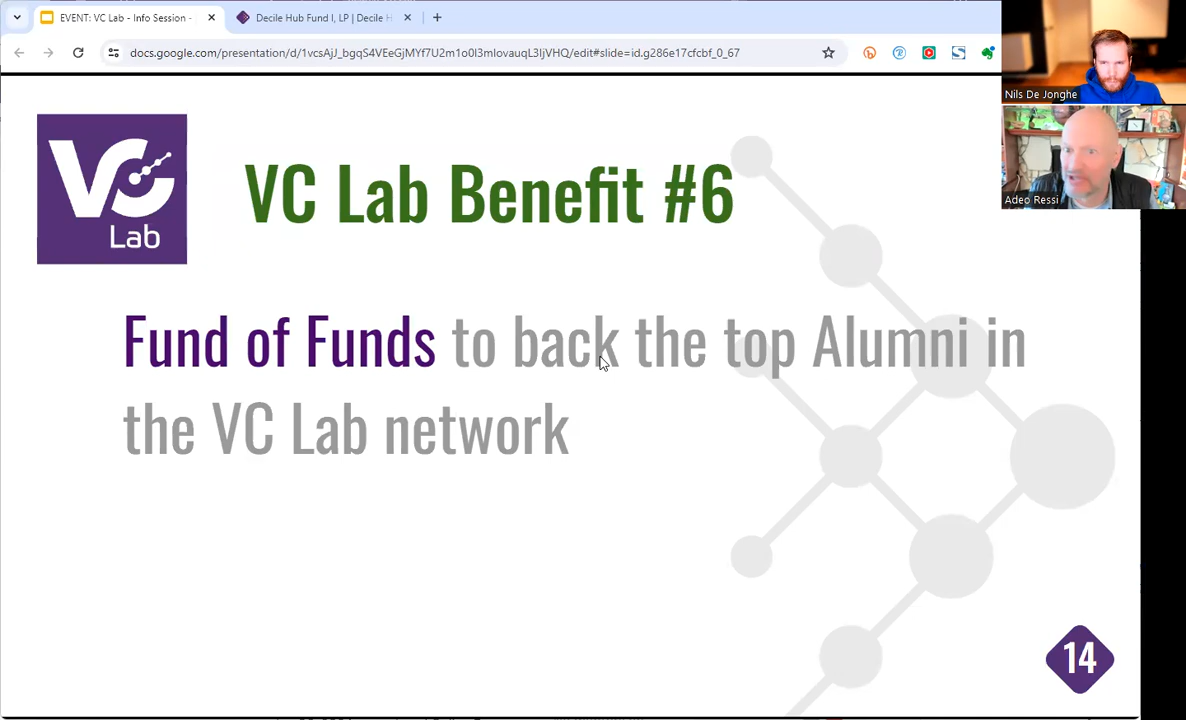 EVENT: VC Lab - Info Session -
Decile Hub Fund I, LP | Decile H
docs.google.com/presentation/d/1vcsAjJ_bgqS4VEeGjMYf7U2m1o0l3mIovauqL3IjVHQ/edit#slide=id.g286e17cfcbf_0_67
Nils De Jonghe
Adeo Ressi
VC
Lab
VC Lab Benefit #6
Fund of Funds to back the top Alumni in
the VC Lab network
14